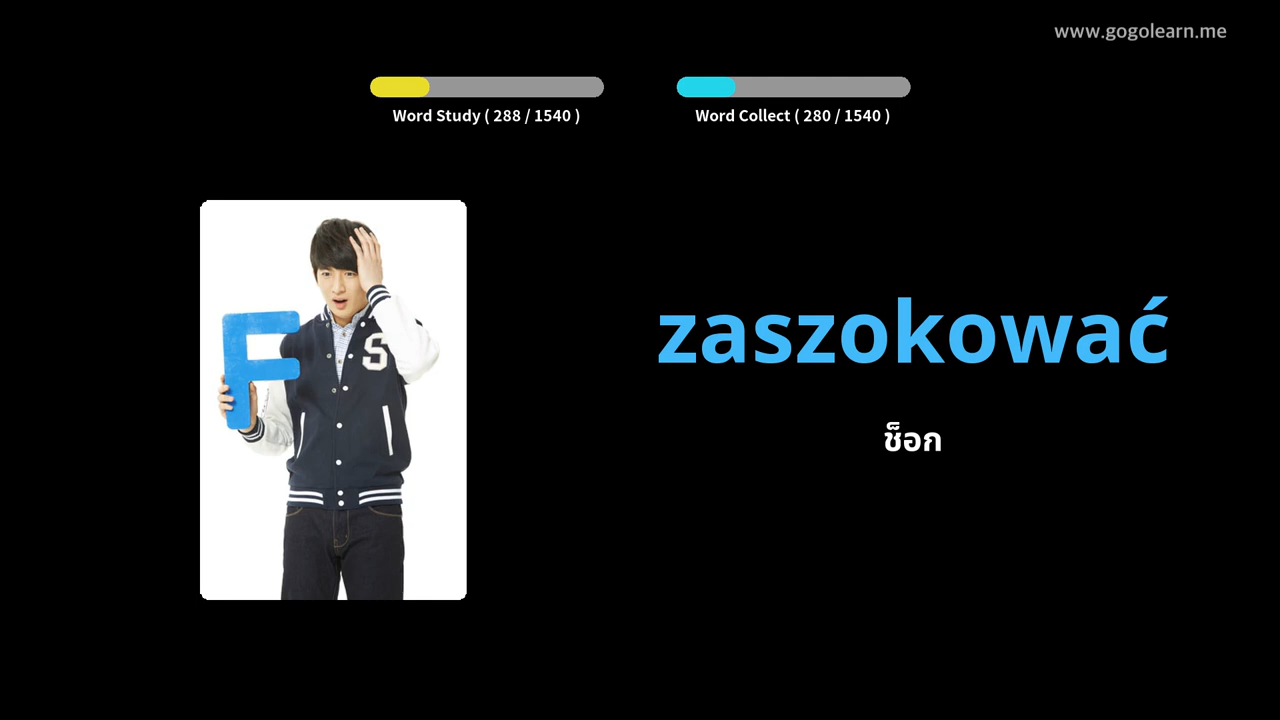 www.gogolearn.me
Word Study ( 288 / 1540 )
Word Collect ( 280 / 1540 )
F
S
zaszokować
ช็อก